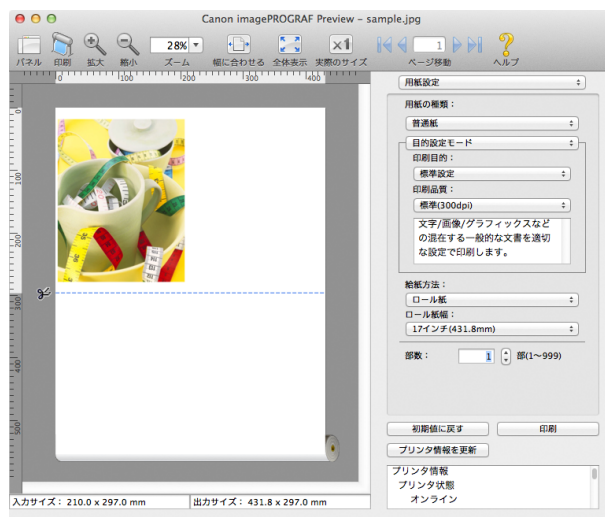 Canon imagePROGRAF Preview – sample.jpg
28%
1
パネル 印刷 拡大 縮小 ズーム 幅に合わせる 全体表示 実際のサイズ ページ移動 ヘルプ
0 100 200 300 400
0
100
200
300
400
500
用紙設定
用紙の種類：
普通紙
目的設定モード
印刷目的：
標準設定
印刷品質：
標準(300dpi)
文字/画像/グラフィックスなど
の混在する一般的な文書を適切
な設定で印刷します。
給紙方法：
ロール紙
ロール紙幅：
17インチ(431.8mm)
部数： 1 部(1〜999)
初期値に戻す 印刷
プリンタ情報を更新
プリンタ情報
プリンタ状態
オンライン
入力サイズ： 210.0 x 297.0 mm 出力サイズ： 431.8 x 297.0 mm